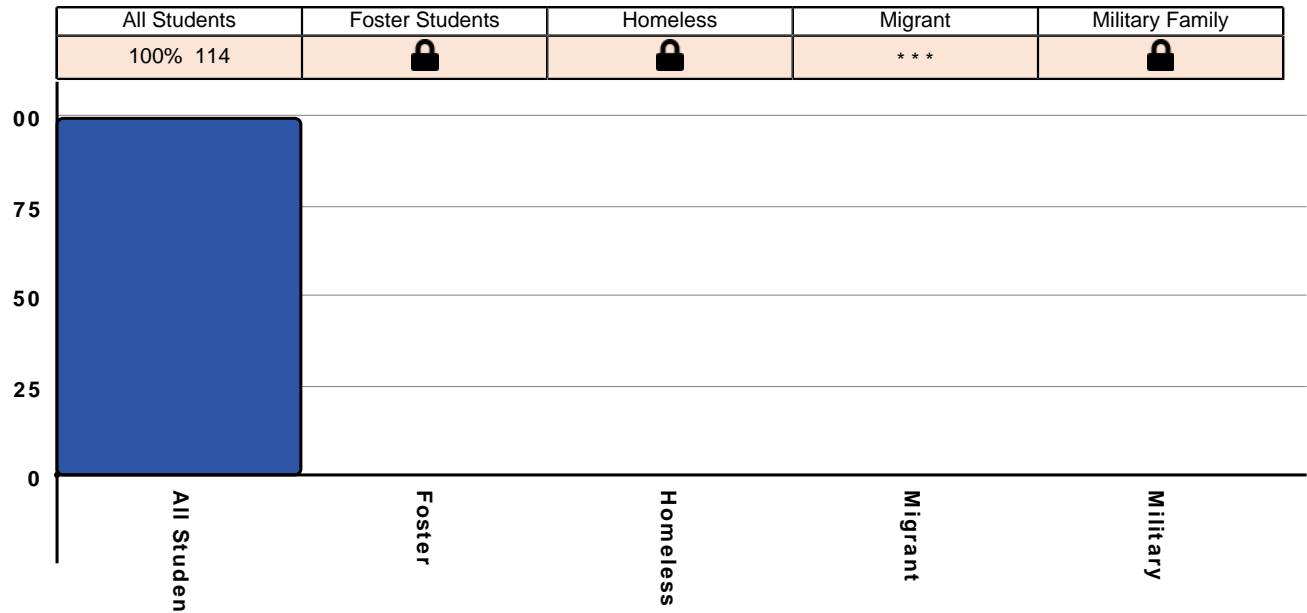 All Students Foster Students Homeless Migrant Military Family
100% 114 * * *
00
75
50
25
0
All Studen
Foster
Homeless
Migrant
Military